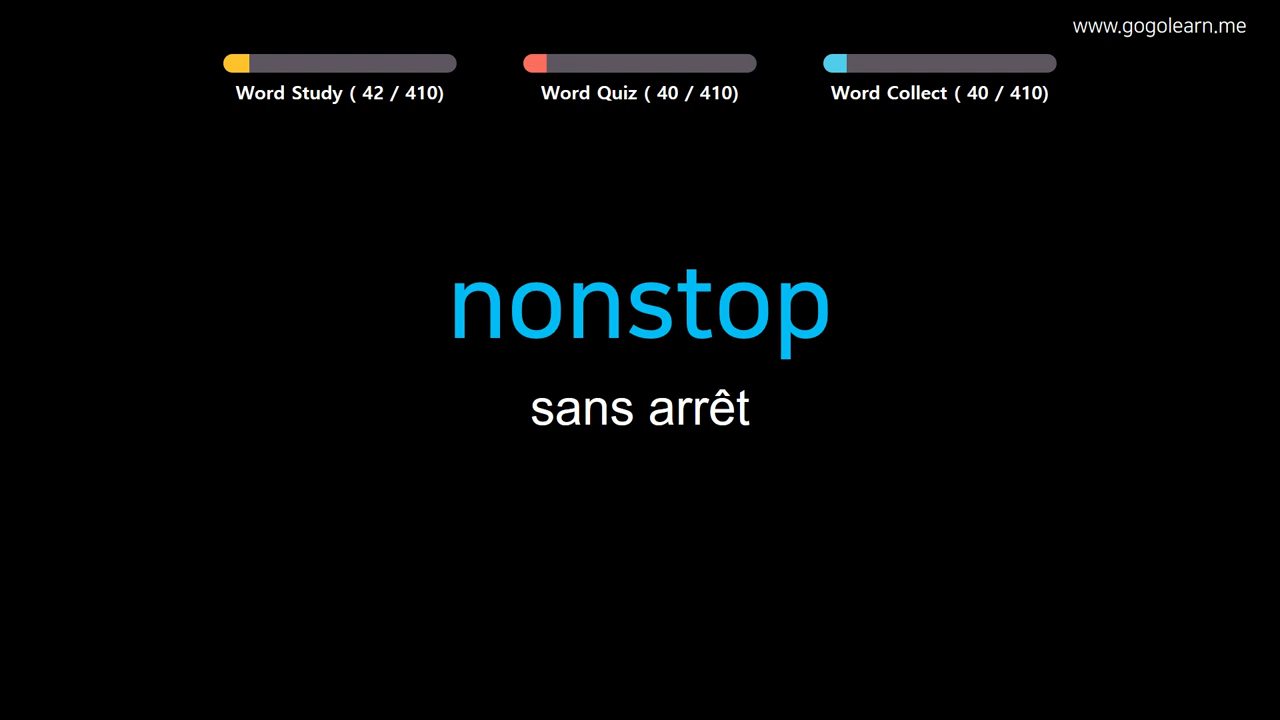 www.gogolearn.me
Word Study ( 42 / 410)
Word Quiz ( 40 / 410)
Word Collect ( 40 / 410)
nonstop
sans arrêt